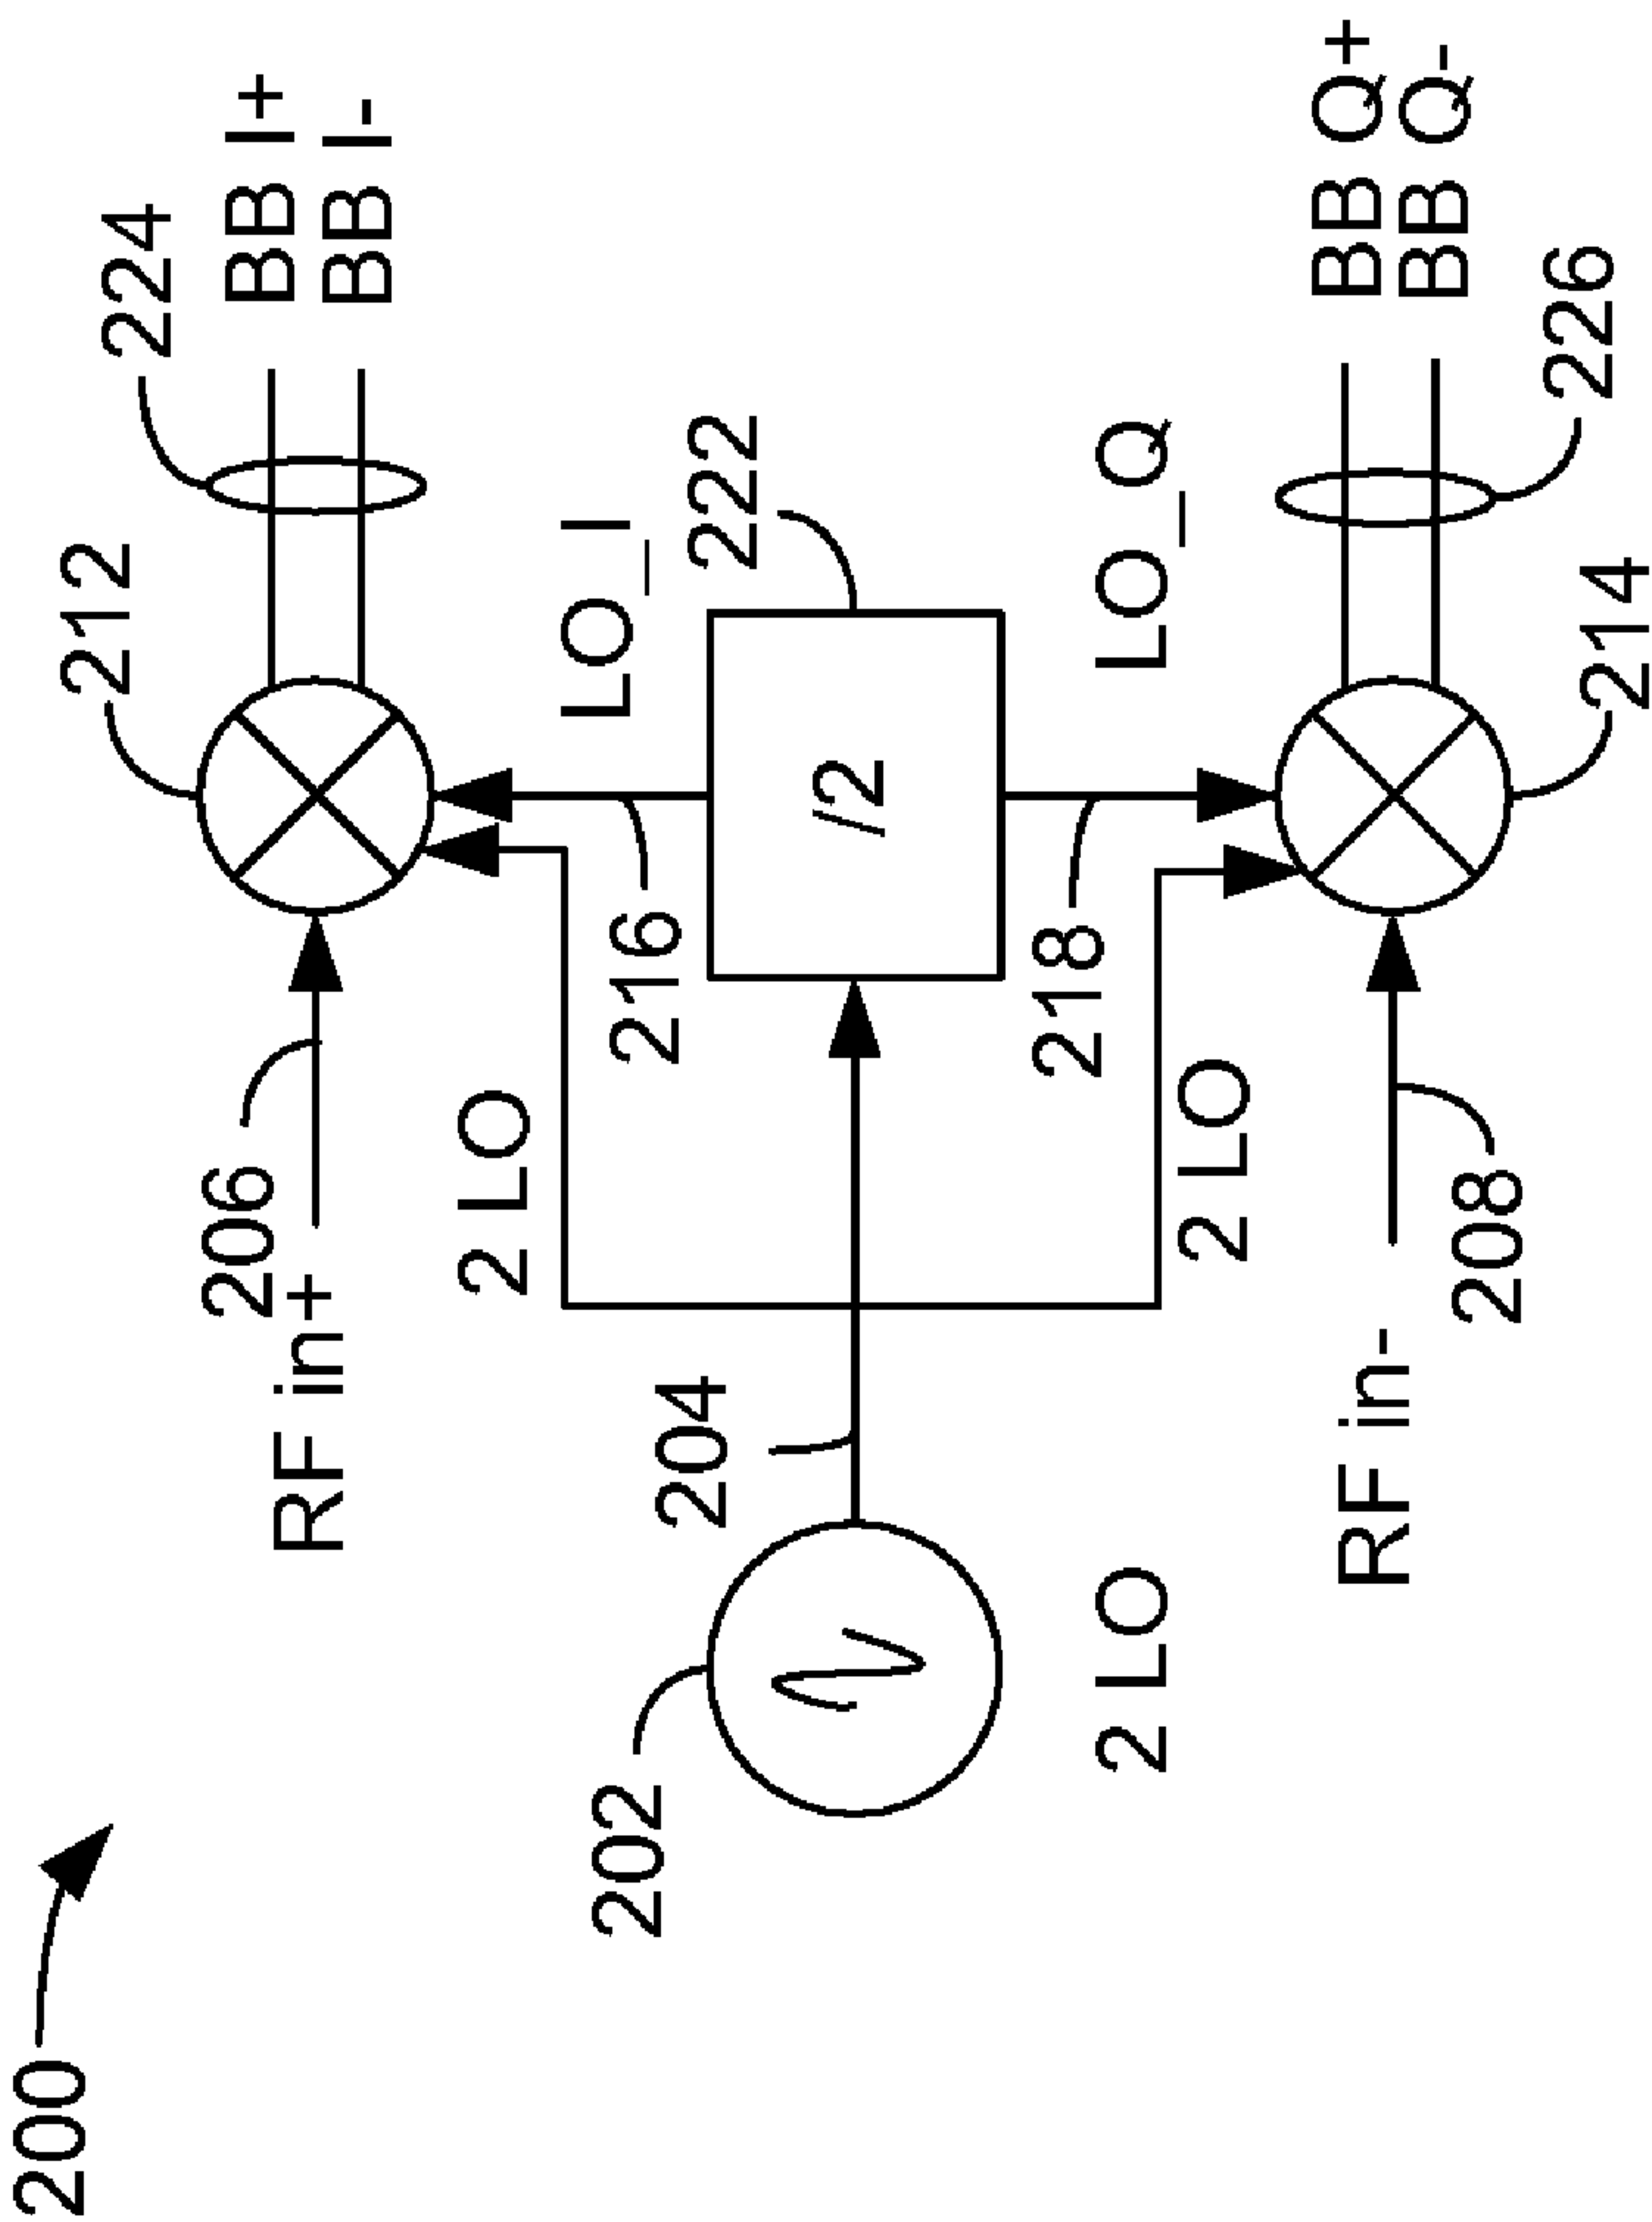 200
212
224
BB I+
BB I-
206
RF in+
2 LO
LO_I
216
222
202
204
/2
2 LO
218
LO_Q
2 LO
RF in-
208
BB Q+
BB Q-
226
214